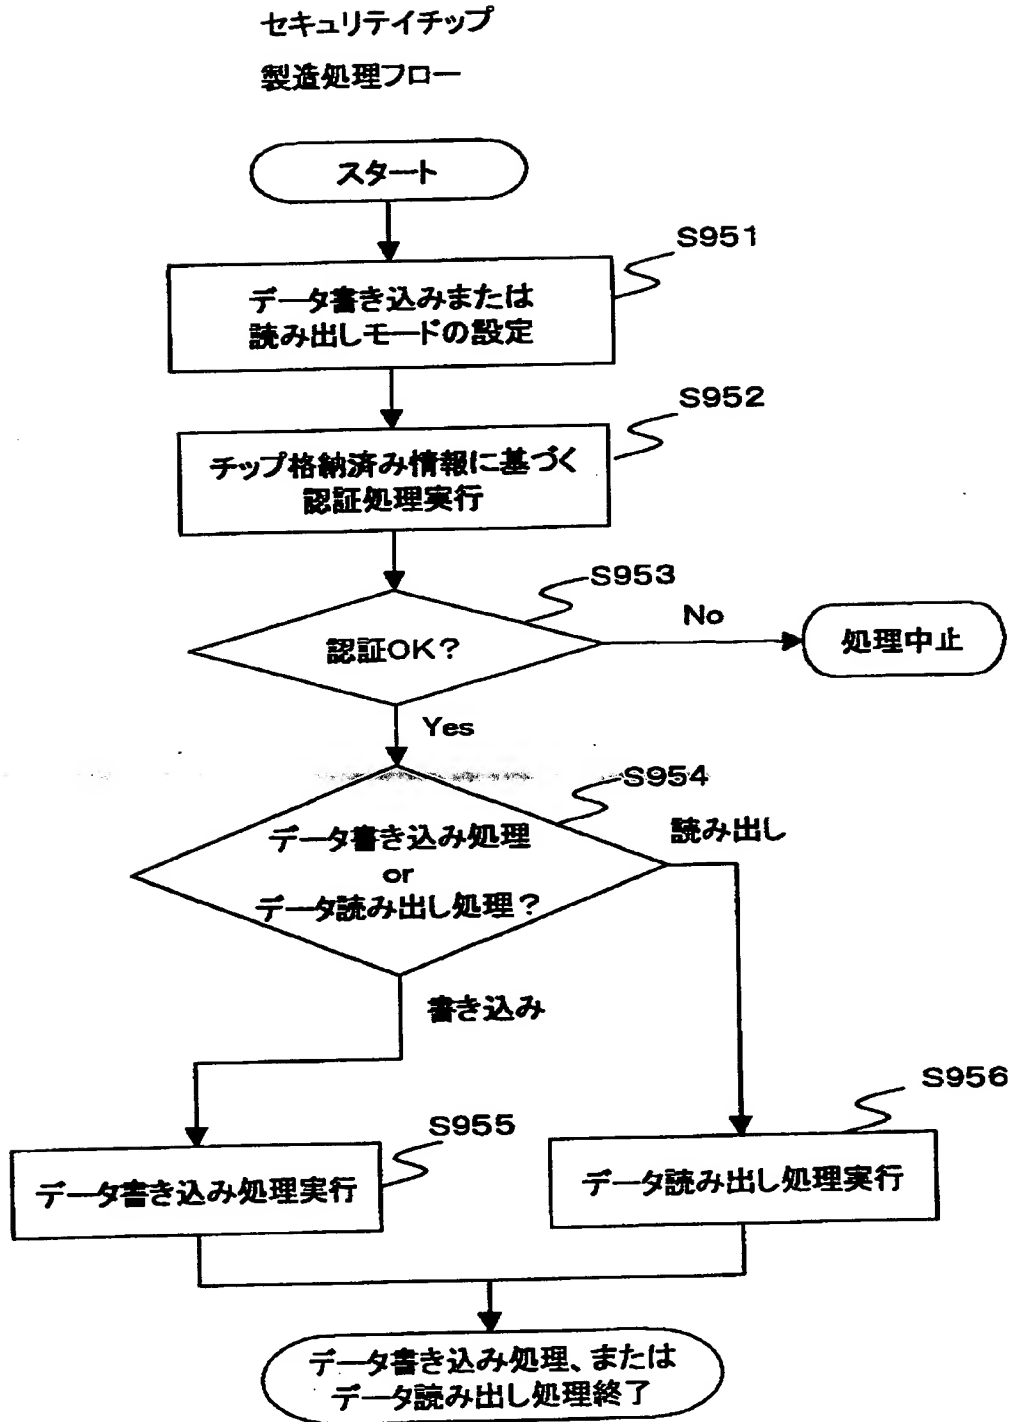 セキュリテイチップ
製造処理フロー
スタート
S951
データ書き込みまたは
読み出しモードの設定
S952
チップ格納済み情報に基づく
認証処理実行
S953
認証OK?
No
処理中止
Yes
S954
データ書き込み処理
or
データ読み出し処理?
読み出し
書き込み
S955
データ書き込み処理実行
S956
データ読み出し処理実行
データ書き込み処理、または
データ読み出し処理終了